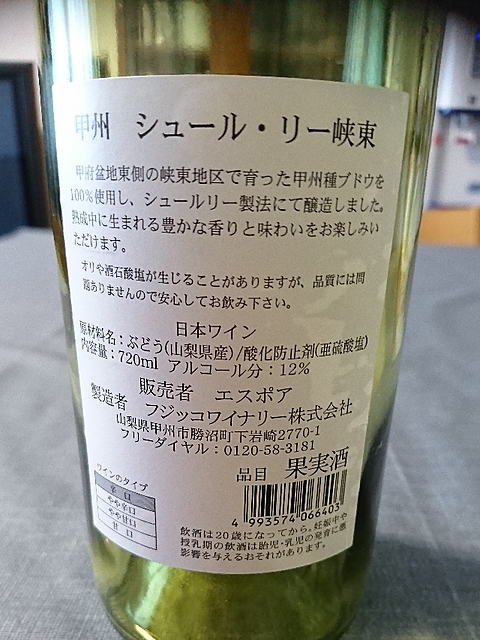 甲州 シュール・リー峡東
甲府盆地東側の峡東地区で育った甲州種ブドウを
100%使用し、シュールリー製法にて醸造しました。
熟成中に生まれる豊かな香りと味わいをお楽しみい
ただけます。
オリや酒石酸塩が生じることがありますが、品質には問
題ありませんので安心してお飲み下さい。
日本ワイン
原材料名：ぶどう(山梨県産)/酸化防止剤(亜硫酸塩)
内容量：720ml アルコール分：12%
販売者 エスポア
製造者 フジッコワイナリー株式会社
山梨県甲州市勝沼町下岩崎2770-1
フリーダイヤル：0120-58-3181
品目 果実酒
ワインのタイプ
辛口
やや辛口
やや甘口
甘口
4 993574 066403
飲酒は20歳になってから。妊娠中や
授乳期の飲酒は胎児・乳児の発育に悪
影響を与えるおそれがあります。